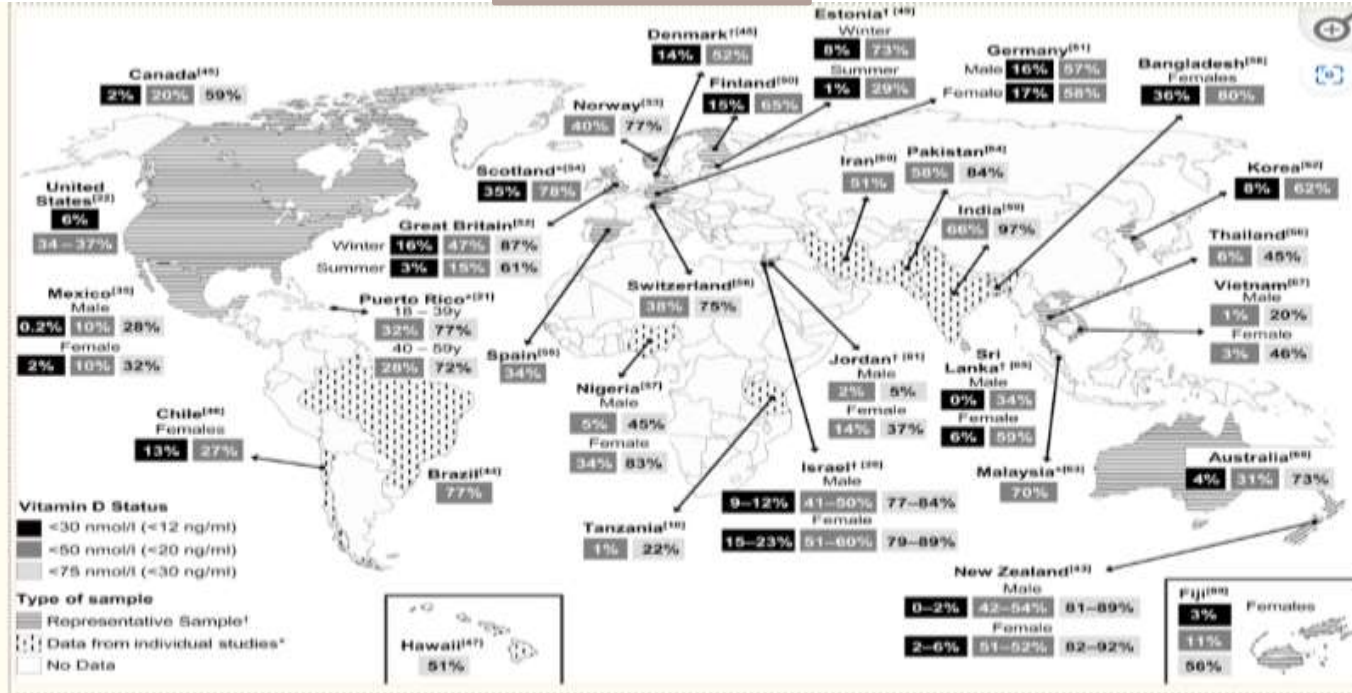 Canada[45]
2% 20% 59%
United
States[22]
6%
34–37%
Mexico[35]
Male
0.2% 10% 28%
Female
2% 10% 32%
Chile[46]
Females
13% 27%
Brazil[44]
77%
Puerto Rico*[21]
18 – 39y
32% 77%
40 – 59y
28% 72%
Denmark†[48]
14% 52%
Estonia† [49]
Winter
8% 73%
Summer
1% 29%
Finland[50]
15% 65%
Germany[51]
Male 16% 57%
Female 17% 58%
Norway[53]
40% 77%
Scotland*[54]
35% 78%
Great Britain[52]
Winter 16% 47% 87%
Summer 3% 15% 61%
Spain[55]
34%
Switzerland[56]
38% 75%
Nigeria[57]
Male
5% 45%
Female
34% 83%
Tanzania[10]
1% 22%
Israel†
Male
9–12% 41–50% 77–84%
Female
15–23% 51–60% 79–89%
Jordan† [61]
Male
2% 5%
Female
14% 37%
Iran[60]
51%
Pakistan[64]
58% 84%
India[59]
66% 97%
Bangladesh[58]
Females
36% 80%
Sri
Lanka† [65]
Male
0% 34%
Female
6% 59%
Korea[62]
8% 62%
Thailand[66]
6% 45%
Vietnam[67]
Male
1% 20%
Female
3% 46%
Malaysia*[63]
70%
Australia[68]
4% 31% 73%
New Zealand[43]
Male
0–2% 42–54% 81–89%
Female
2–6% 51–52% 82–92%
Fiji[69]
Females
3%
11%
56%
Hawaii[47]
51%
Vitamin D Status
<30 nmol/l (<12 ng/ml)
<50 nmol/l (<20 ng/ml)
<75 nmol/l (<30 ng/ml)
Type of sample
Representative Sample†
Data from individual studies*
No Data